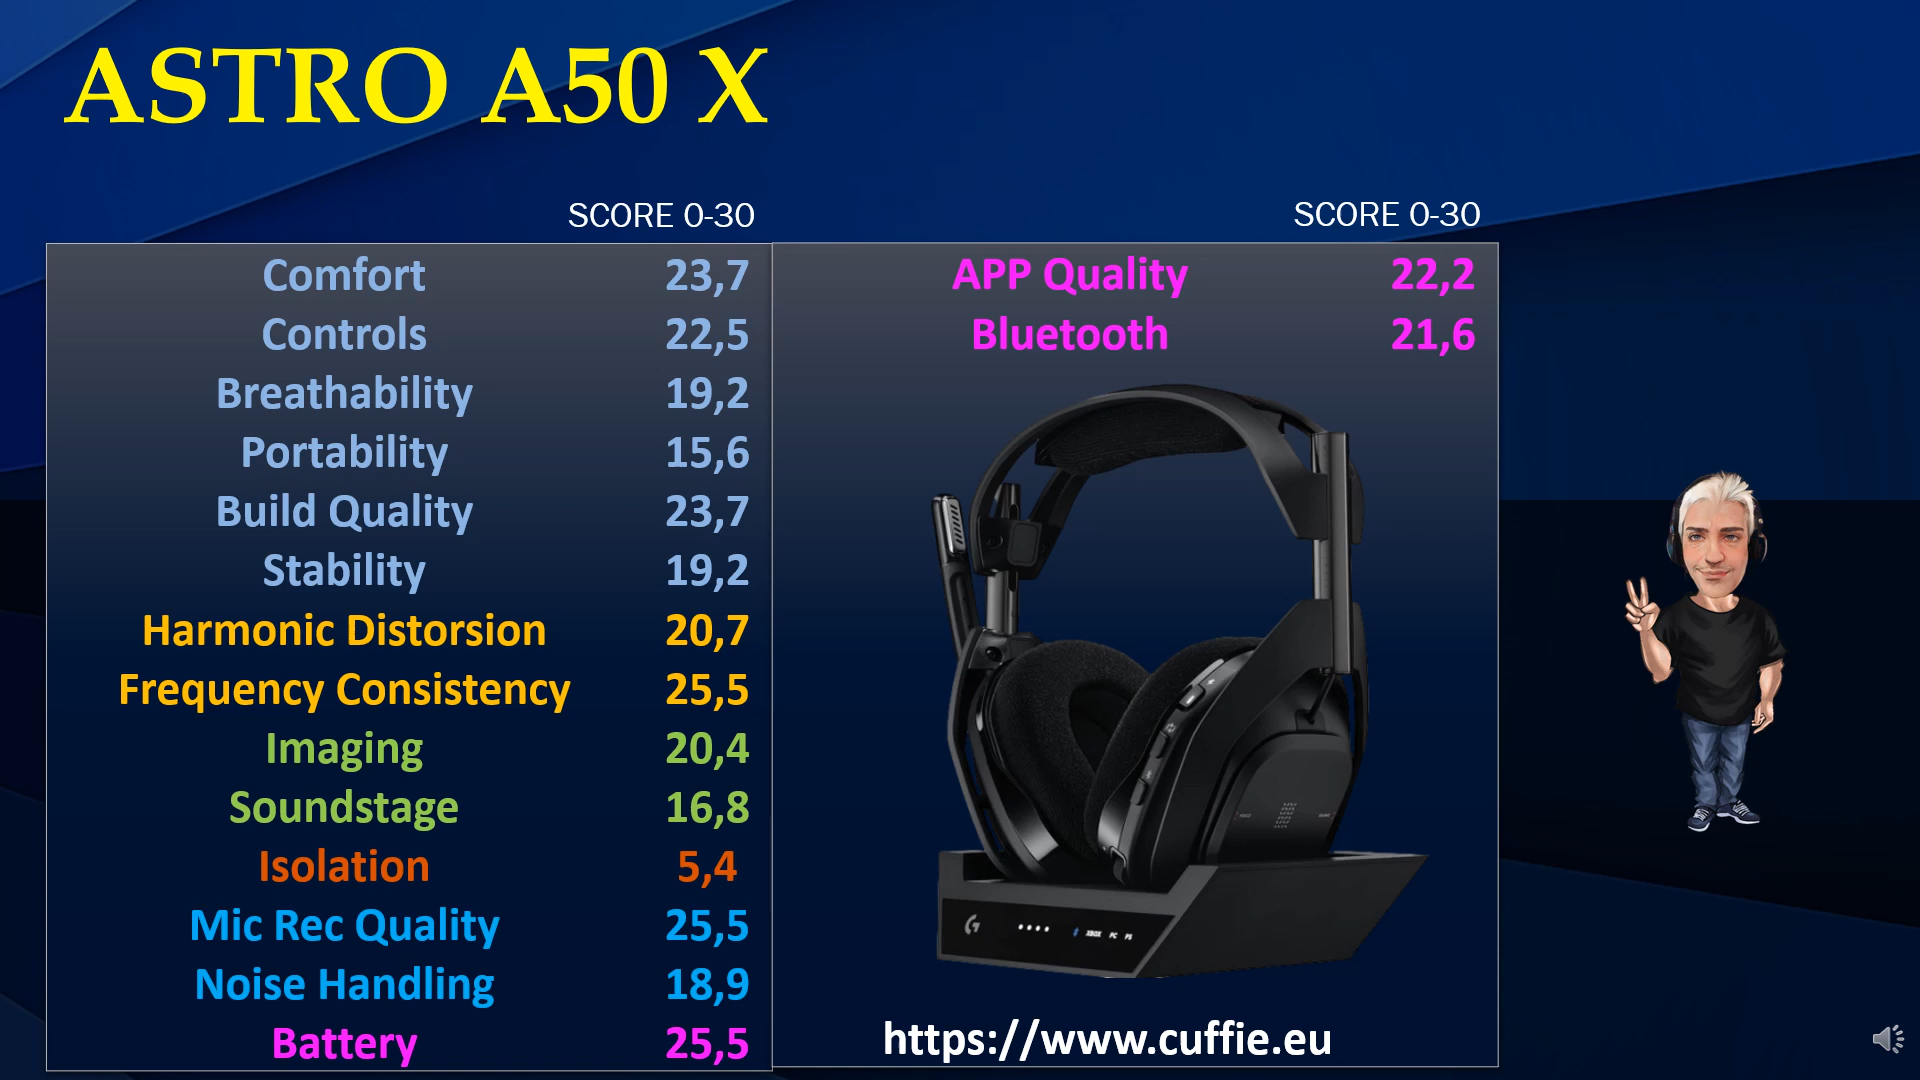 ASTRO A50 X
SCORE 0-30
SCORE 0-30
Comfort 23,7
Controls 22,5
Breathability 19,2
Portability 15,6
Build Quality 23,7
Stability 19,2
Harmonic Distorsion 20,7
Frequency Consistency 25,5
Imaging 20,4
Soundstage 16,8
Isolation 5,4
Mic Rec Quality 25,5
Noise Handling 18,9
Battery 25,5
APP Quality 22,2
Bluetooth 21,6
XBOX PC PS
https://www.cuffie.eu